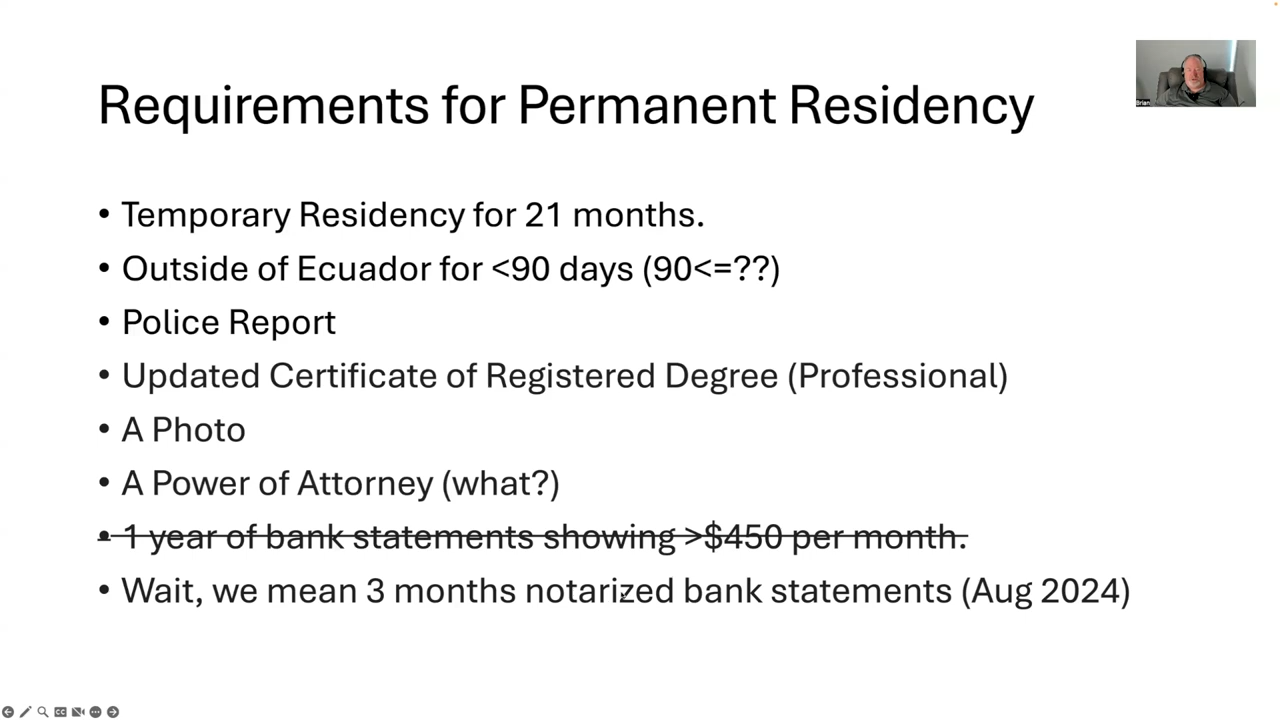 Requirements for Permanent Residency
Brian
• Temporary Residency for 21 months.
• Outside of Ecuador for <90 days (90<=??)
• Police Report
• Updated Certificate of Registered Degree (Professional)
• A Photo
• A Power of Attorney (what?)
• 1 year of bank statements showing >$450 per month.
• Wait, we mean 3 months notarized bank statements (Aug 2024)
CC